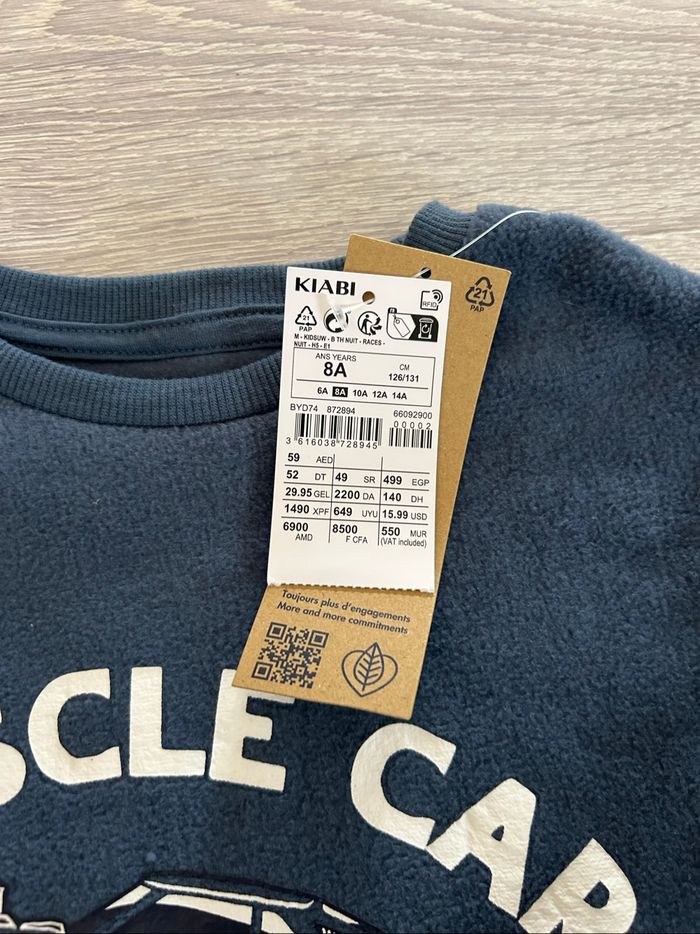 KIABI
RFID
21
PAP
21
PAP
M - KIDSUW - B TH NUIT - RACES -
NUIT - H5 - E1
ANS YEARS
8A
CM
126/131
6A 8A 10A 12A 14A
BYD74 872894 66092900
00002
3 616038 728945
59 AED
52 DT 49 SR 499 EGP
29.95 GEL 2200 DA 140 DH
1490 XPF 649 UYU 15.99 USD
6900 AMD 8500 F CFA 550 MUR
(VAT included)
Toujours plus d'engagements
More and more commitments
SCLE CAR